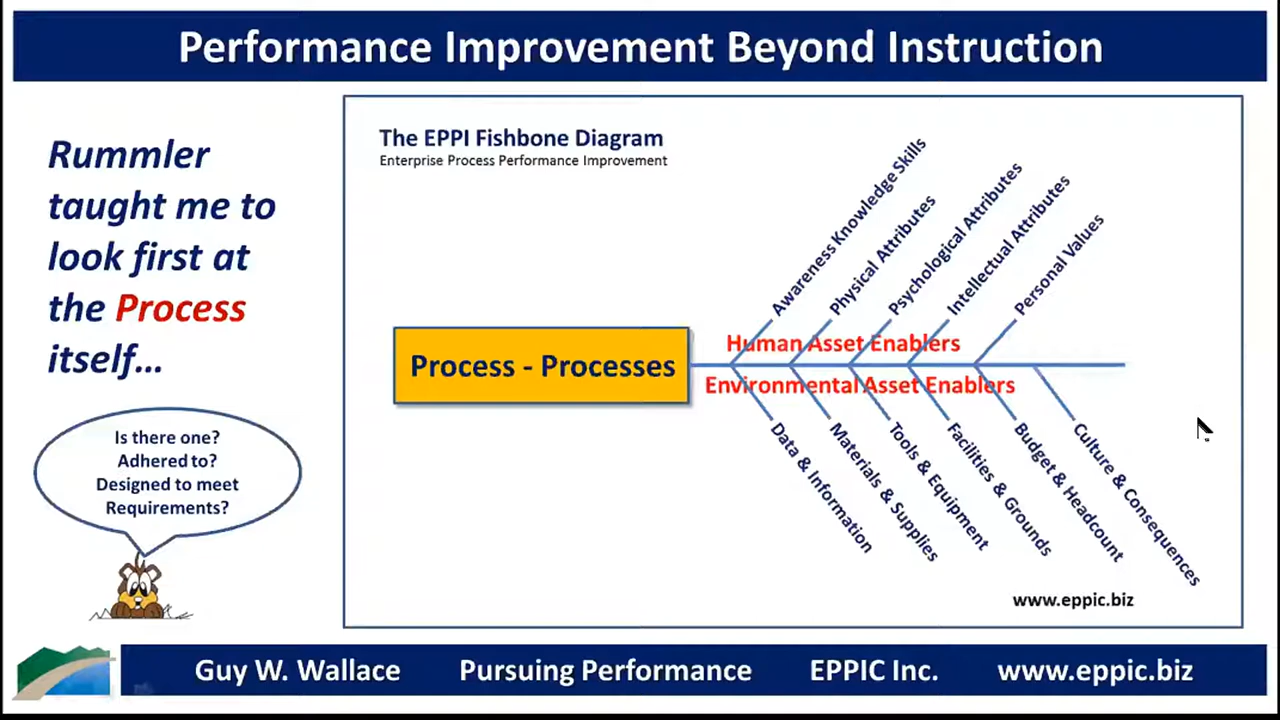 Performance Improvement Beyond Instruction
Rummler
taught me to
look first at
the Process
itself...
Is there one?
Adhered to?
Designed to meet
Requirements?
The EPPI Fishbone Diagram
Enterprise Process Performance Improvement
Awareness Knowledge Skills
Physical Attributes
Psychological Attributes
Intellectual Attributes
Personal Values
Human Asset Enablers
Process - Processes
Environmental Asset Enablers
Data & Information
Materials & Supplies
Tools & Equipment
Facilities & Grounds
Budget & Headcount
Culture & Consequences
www.eppic.biz
Guy W. Wallace Pursuing Performance EPPIC Inc. www.eppic.biz